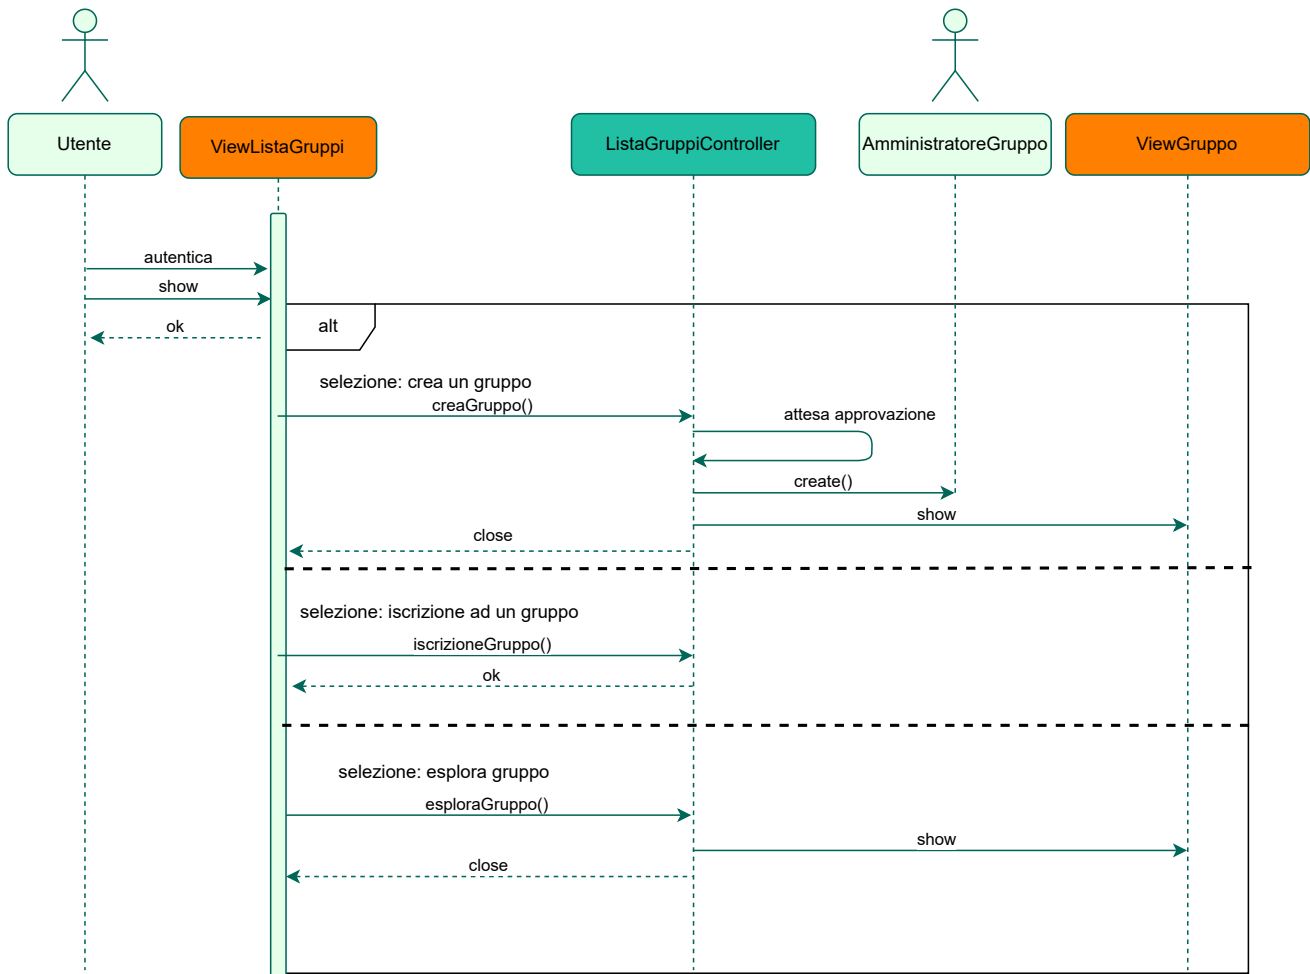 Utente
ViewListaGruppi
ListaGruppiController
AmministratoreGruppo
ViewGruppo
autentica
show
alt
ok
selezione: crea un gruppo
creaGruppo()
attesa approvazione
create()
show
close
selezione: iscrizione ad un gruppo
iscrizioneGruppo()
ok
selezione: esplora gruppo
esploraGruppo()
show
close